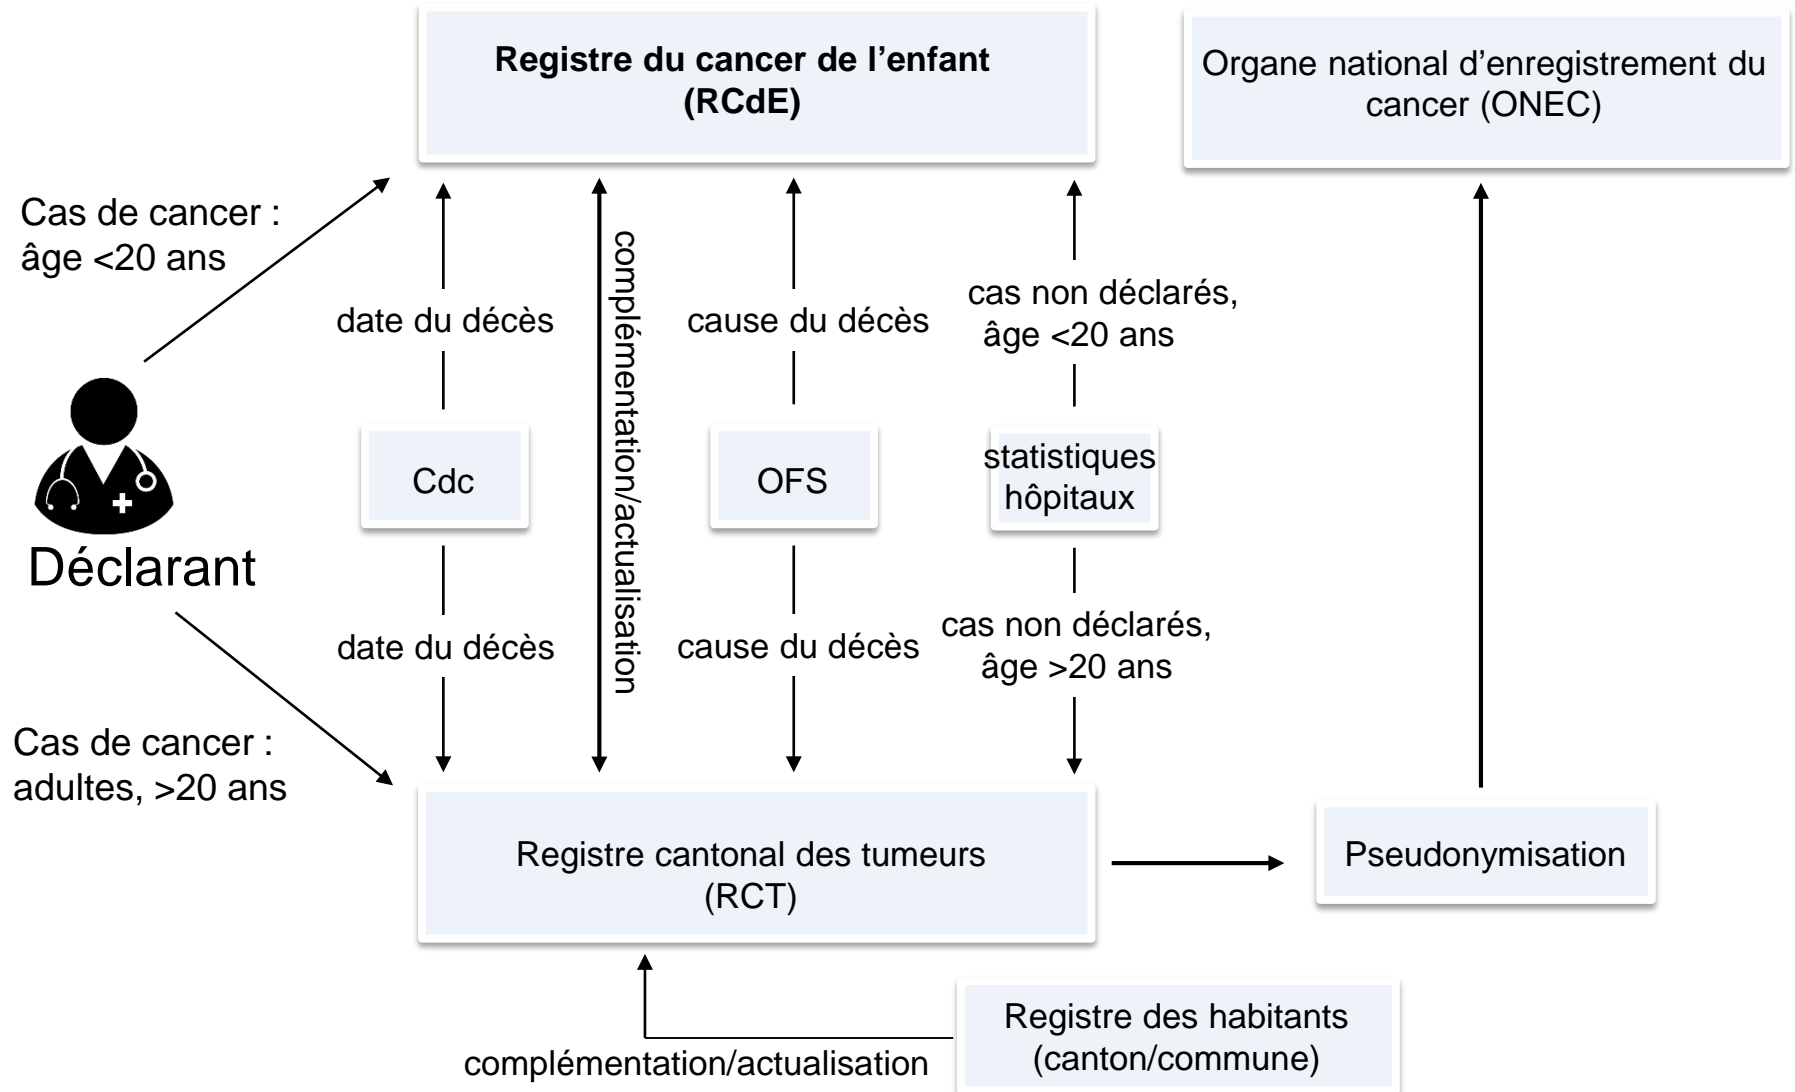 Registre du cancer de l’enfant
(RCdE)
Organe national d’enregistrement du
cancer (ONEC)
Cas de cancer :
âge <20 ans
date du décès
complémentation/actualisation
cause du décès
cas non déclarés,
âge <20 ans
Cdc
OFS
statistiques
hôpitaux
Déclarant
date du décès
cause du décès
cas non déclarés,
âge >20 ans
Cas de cancer :
adultes, >20 ans
Registre cantonal des tumeurs
(RCT)
Pseudonymisation
Registre des habitants
(canton/commune)
complémentation/actualisation